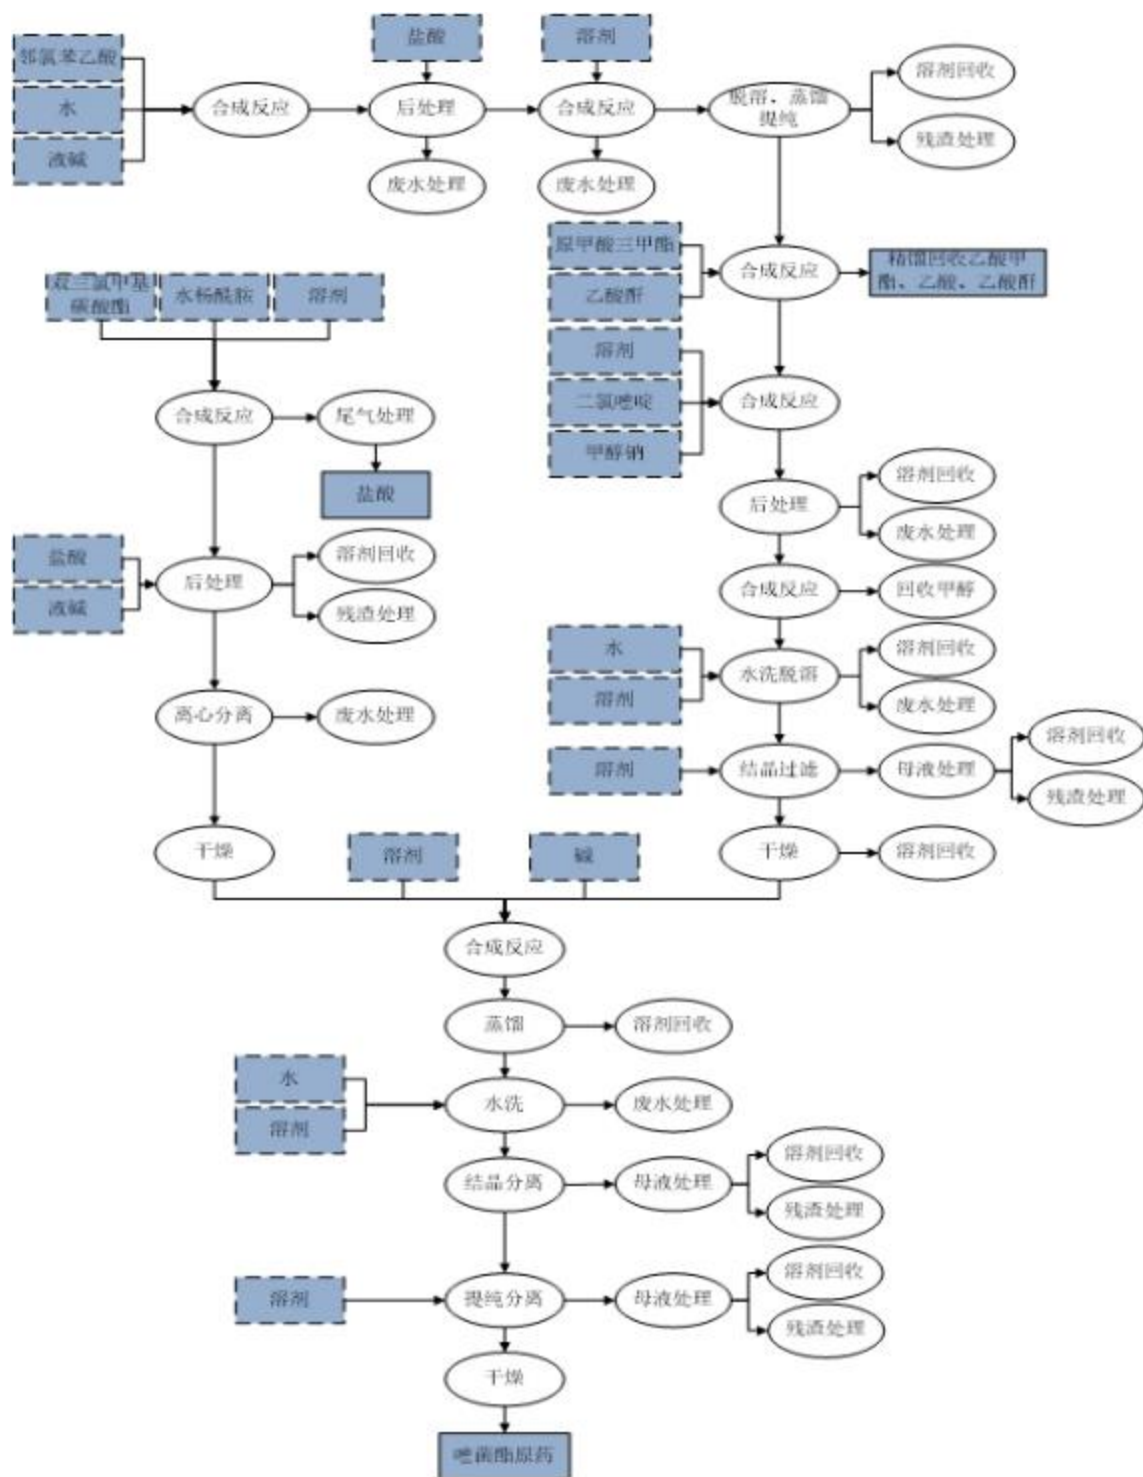 盐酸
溶剂
邻氯苯乙酸
水
液碱
合成反应
后处理
合成反应
脱溶、蒸馏
提纯
溶剂回收
残渣处理
废水处理
废水处理
原甲酸三甲酯
乙酸酐
合成反应
精馏回收乙酸甲
酯、乙酸、乙酸酐
双三氯甲基
碳酸酯
水杨酰胺
溶剂
溶剂
二氯嘧啶
甲醇钠
合成反应
合成反应
尾气处理
盐酸
后处理
溶剂回收
废水处理
盐酸
液碱
后处理
溶剂回收
残渣处理
合成反应
回收甲醇
水
溶剂
水洗脱溶
溶剂回收
废水处理
离心分离
废水处理
溶剂
结晶过滤
母液处理
溶剂回收
残渣处理
干燥
溶剂
碱
干燥
溶剂回收
合成反应
蒸馏
溶剂回收
水
溶剂
水洗
废水处理
结晶分离
母液处理
溶剂回收
残渣处理
溶剂
提纯分离
母液处理
溶剂回收
残渣处理
干燥
嘧菌酯原药